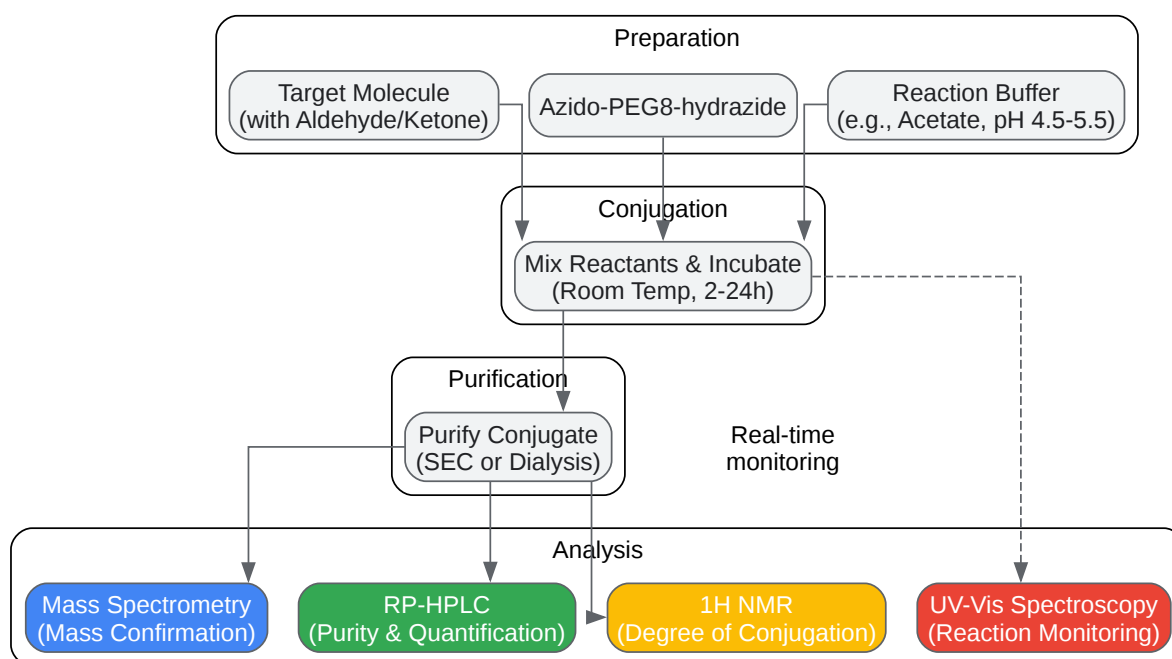 Preparation
Target Molecule
(with Aldehyde/Ketone)
Azido-PEG8-hydrazide
Reaction Buffer
(e.g., Acetate, pH 4.5-5.5)
Conjugation
Mix Reactants & Incubate
(Room Temp, 2-24h)
Purification
Purify Conjugate
(SEC or Dialysis)
Real-time
monitoring
Analysis
Mass Spectrometry
(Mass Confirmation)
RP-HPLC
(Purity & Quantification)
1H NMR
(Degree of Conjugation)
UV-Vis Spectroscopy
(Reaction Monitoring)